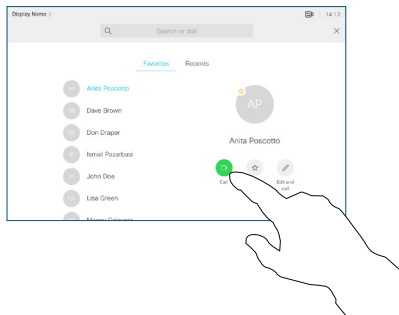 Display Name >
14:13
Search or dial
Favorites Recents
AP Anita Poscotto
Dave Brown
Don Draper
Ismail Pazarbasi
John Doe
Lisa Green
AP
Anita Poscotto
Call
Edit and
call